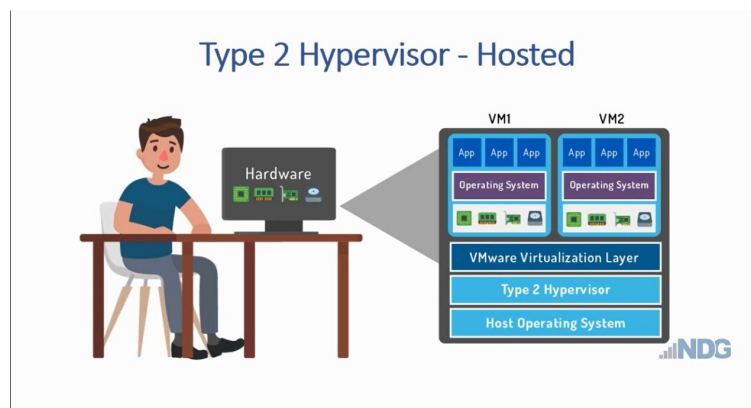 Type 2 Hypervisor - Hosted
Hardware
VM1
VM2
App App App
App App App
Operating System
Operating System
VMware Virtualization Layer
Type 2 Hypervisor
Host Operating System
NDG